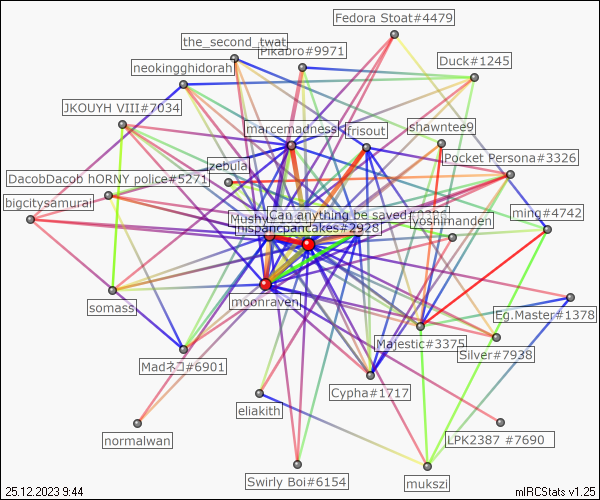 Fedora Stoat#4479
the_second_twat
Pikabro#9971
Duck#1245
neokingghidorah
JKOUYH VIII#7034
marcemadness
frisout
shawntee9
Pocket Persona#3326
zebula
DacobDacob hORNY police#5271
bigcitysamurai
Can anything be saved
ming#4742
yoshimanden
hispanicpancakes#2928
moonraven
somass
Eg.Master#1378
Majestic#3375
Silver#7938
Madネコ#6901
Cypha#1717
eliakith
normalwan
LPK2387 #7690
Swirly Boi#6154
mukszi
25.12.2023 9:44
mIRCStats v1.25